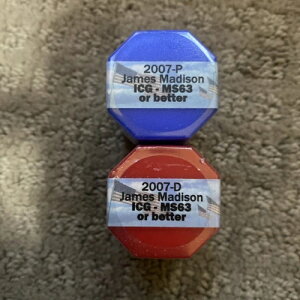 2007-P
James Madison
ICG - MS63
or better
2007-D
James Madison
ICG - MS63
or better